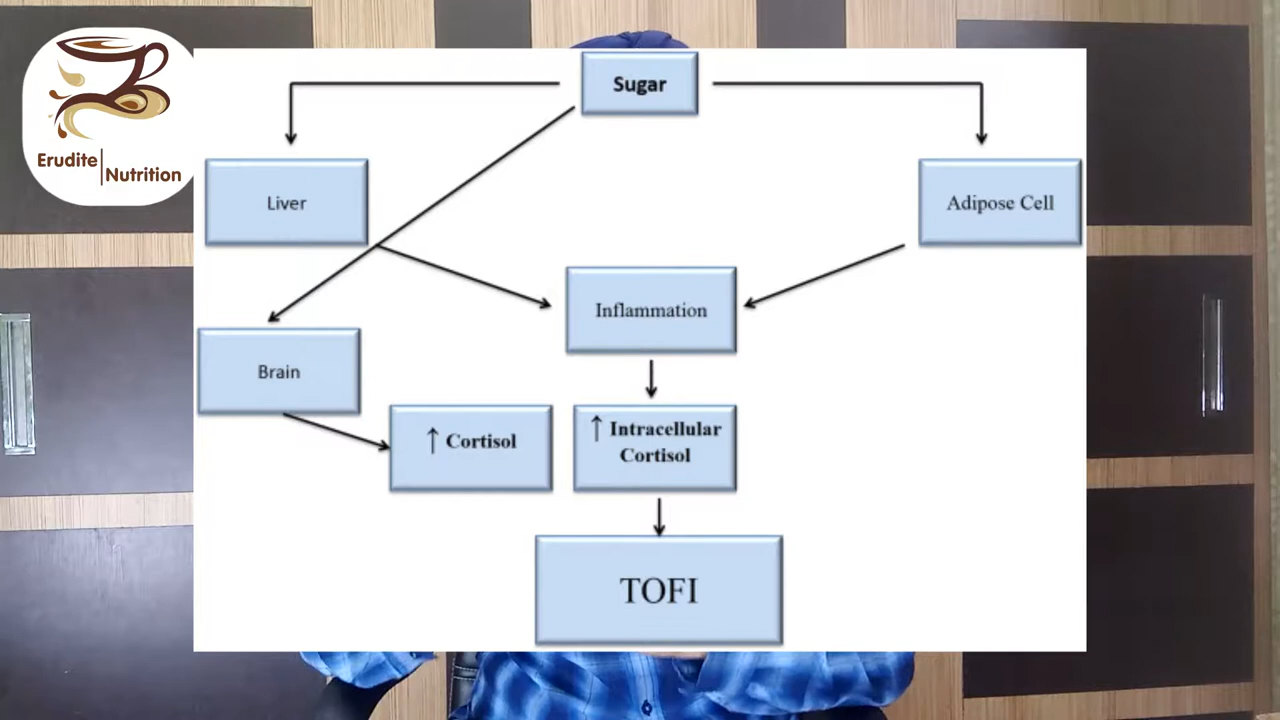 Erudite
Nutrition
Sugar
Liver
Adipose Cell
Inflammation
Brain
↑ Cortisol
↑ Intracellular
Cortisol
TOFI